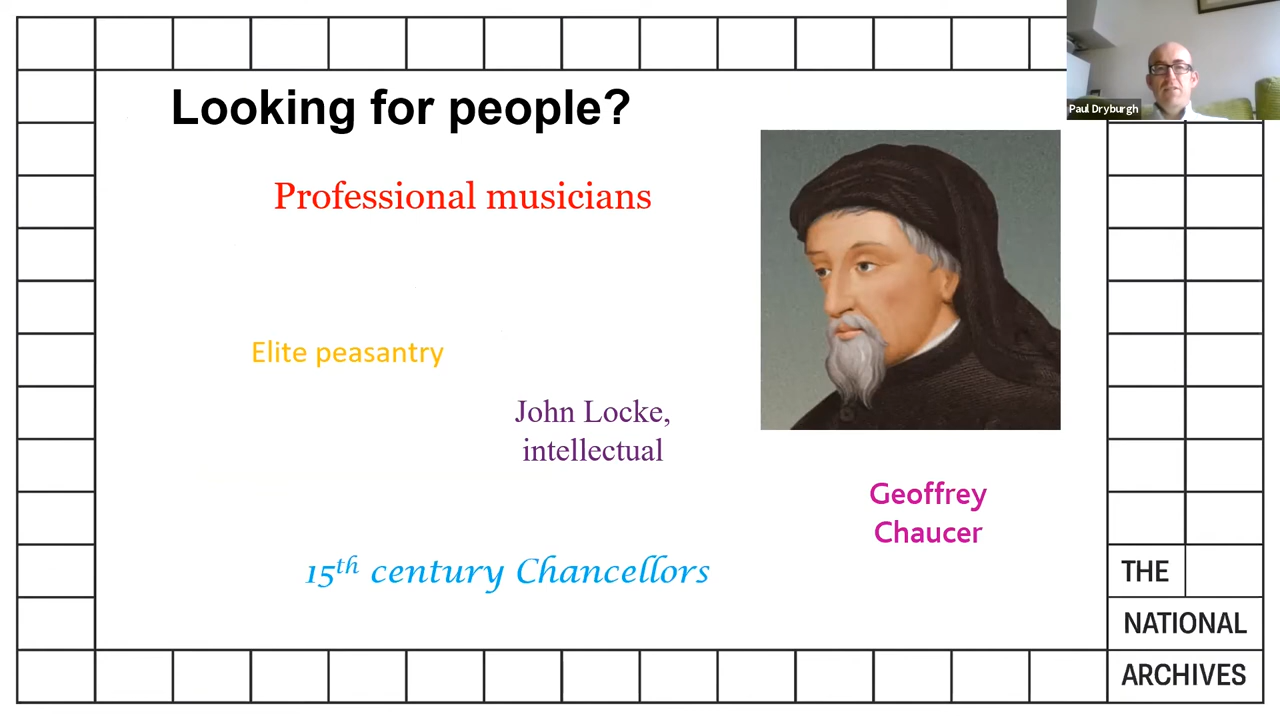 Paul Dryburgh
Looking for people?
Professional musicians
Elite peasantry
John Locke,
intellectual
Geoffrey
Chaucer
15th century Chancellors
THE
NATIONAL
ARCHIVES